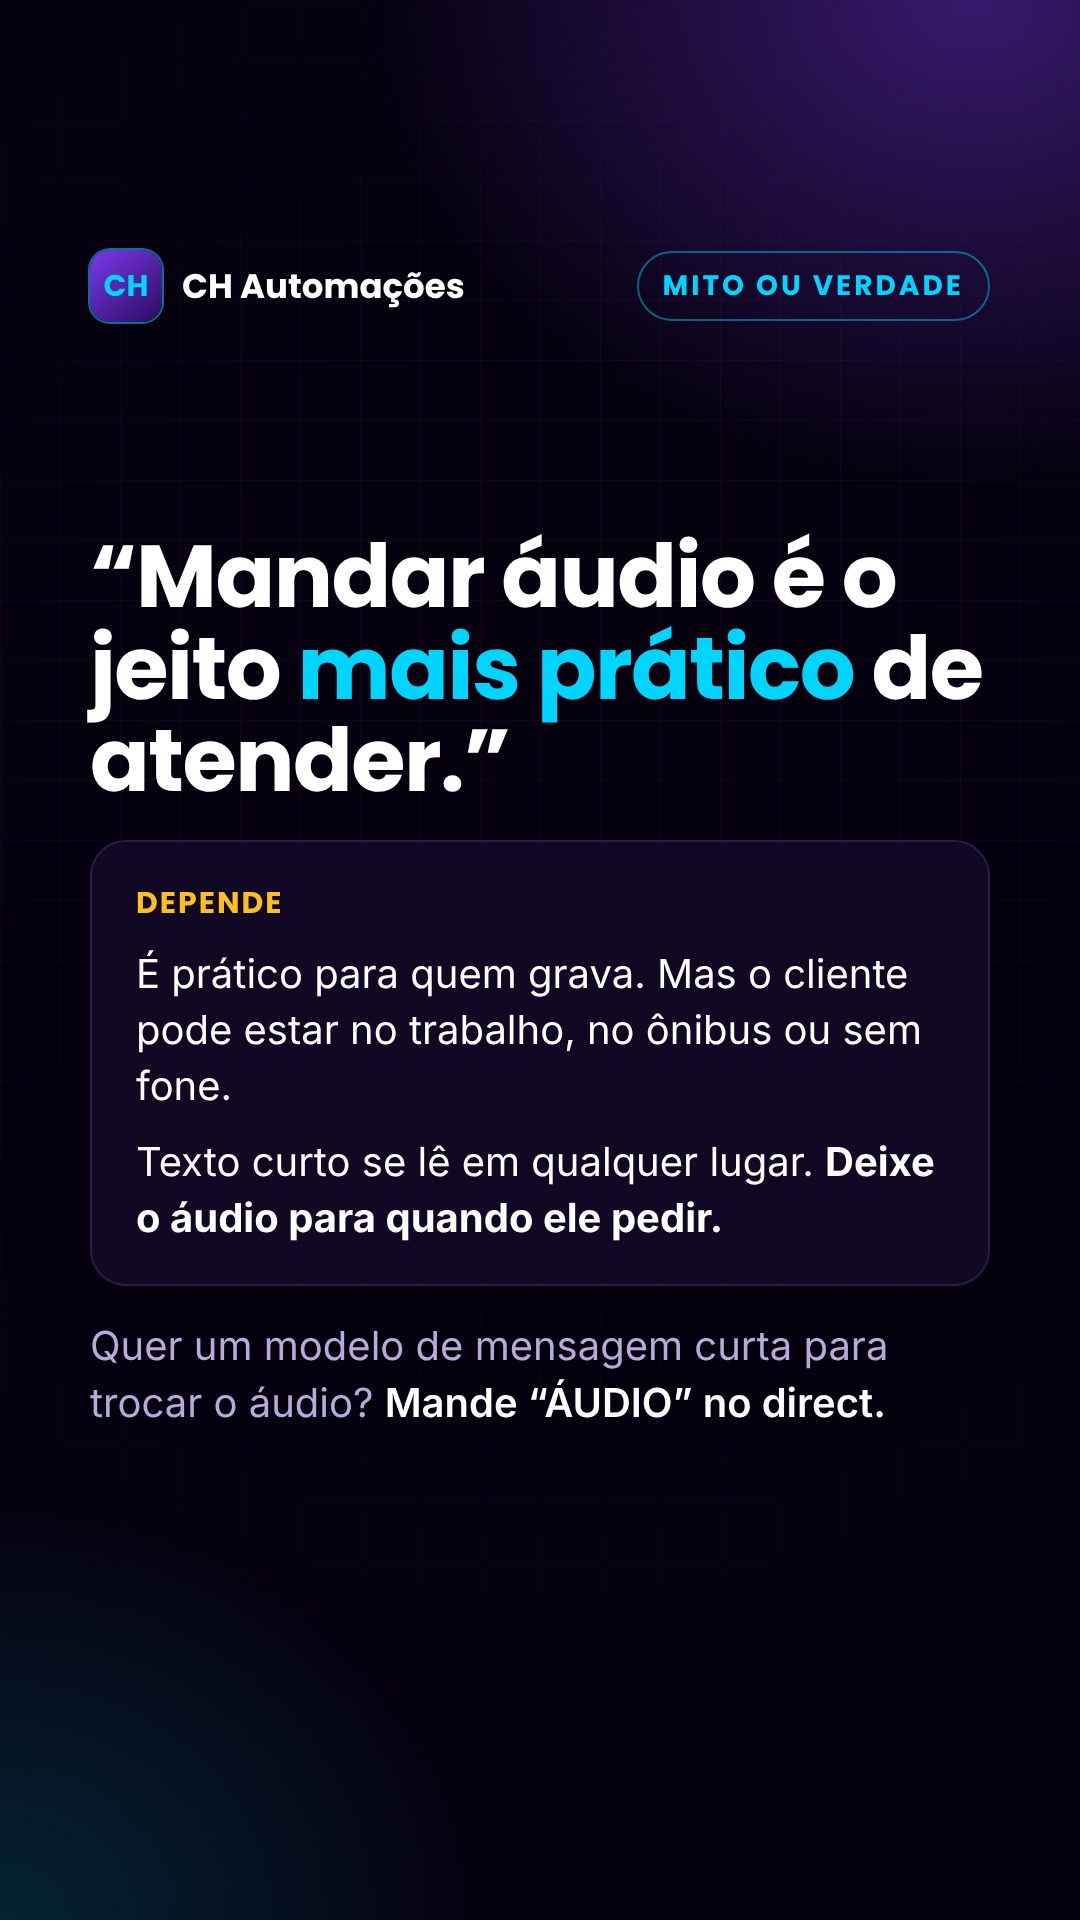 CH
CH Automações
MITO OU VERDADE
“Mandar áudio é o
jeito mais prático de
atender.”
DEPENDE
É prático para quem grava. Mas o cliente
pode estar no trabalho, no ônibus ou sem
fone.
Texto curto se lê em qualquer lugar. Deixe
o áudio para quando ele pedir.
Quer um modelo de mensagem curta para
trocar o áudio? Mande “ÁUDIO” no direct.